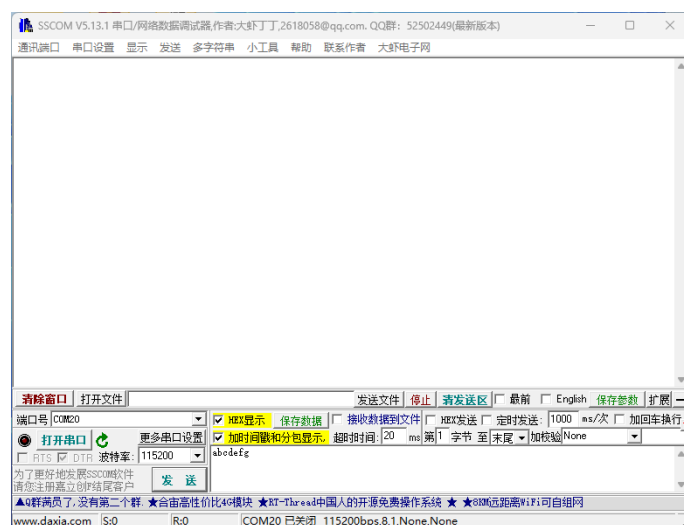 SSCOM V5.13.1 串口/网络数据调试器,作者:大虾丁丁,2618058@qq.com. QQ群：52502449(最新版本)
通讯端口 串口设置 显示 发送 多字符串 小工具 帮助 联系作者 大虾电子网
清除窗口 打开文件 发送文件 停止 清发送区 最前 English 保存参数 扩展 —
端口号 COM20 HEX显示 保存数据 接收数据到文件 HEX发送 定时发送: 1000 ms/次 加回车换行
打开串口 更多串口设置 加时间戳和分包显示, 超时时间: 20 ms 第1 字节 至 末尾 加校验 None
RTS DTR 波特率: 115200 abcdefg
为了更好地发展SSCOM软件
请您注册嘉立创F结尾客户 发 送
▲Q群满员了,没有第二个群. ★合宙高性价比4G模块 ★RT-Thread中国人的开源免费操作系统 ★ ★8KM远距离WiFi可自组网
www.daxia.com S:0 R:0 COM20 已关闭 115200bps,8,1,None,None